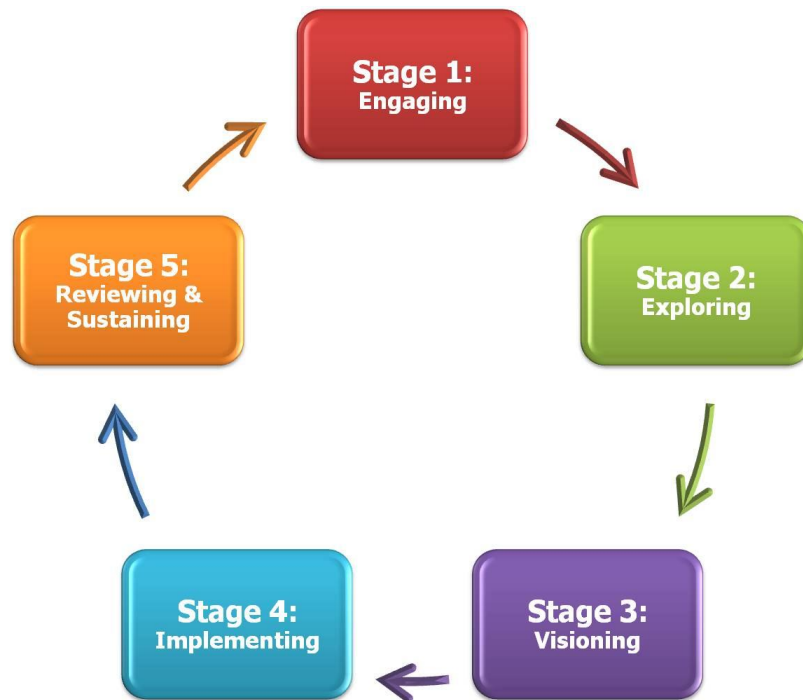 Stage 1:
Engaging
Stage 2:
Exploring
Stage 3:
Visioning
Stage 4:
Implementing
Stage 5:
Reviewing &
Sustaining